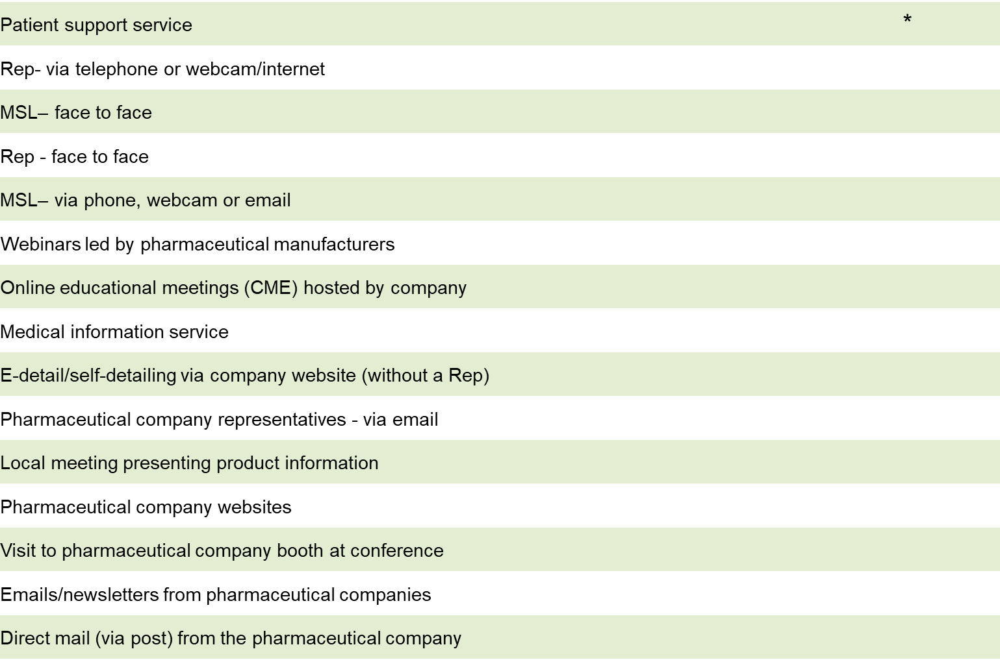 Patient support service *
Rep- via telephone or webcam/internet
MSL– face to face
Rep - face to face
MSL– via phone, webcam or email
Webinars led by pharmaceutical manufacturers
Online educational meetings (CME) hosted by company
Medical information service
E-detail/self-detailing via company website (without a Rep)
Pharmaceutical company representatives - via email
Local meeting presenting product information
Pharmaceutical company websites
Visit to pharmaceutical company booth at conference
Emails/newsletters from pharmaceutical companies
Direct mail (via post) from the pharmaceutical company